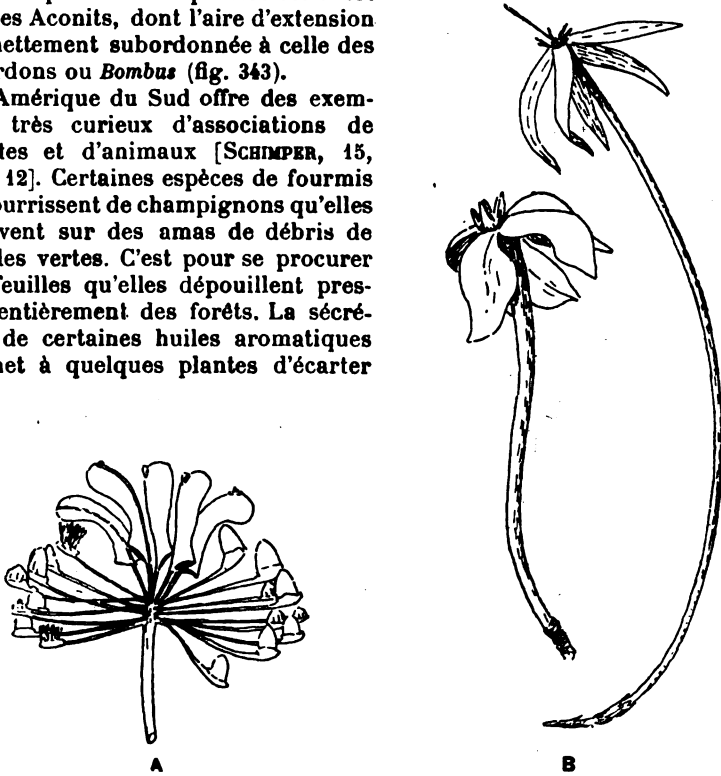 es Aconits, dont l'aire d'extension
nettement subordonnée à celle des
rdons ou Bombus (fig. 343).
Amérique du Sud offre des exem-
très curieux d'associations de
tes et d'animaux [SCHIMPER, 15,
12]. Certaines espèces de fourmis
ourrissent de champignons qu'elles
vent sur des amas de débris de
les vertes. C'est pour se procurer
feuilles qu'elles dépouillent pres-
entièrement des forêts. La sécré-
de certaines huiles aromatiques
net à quelques plantes d'écarter
A
B